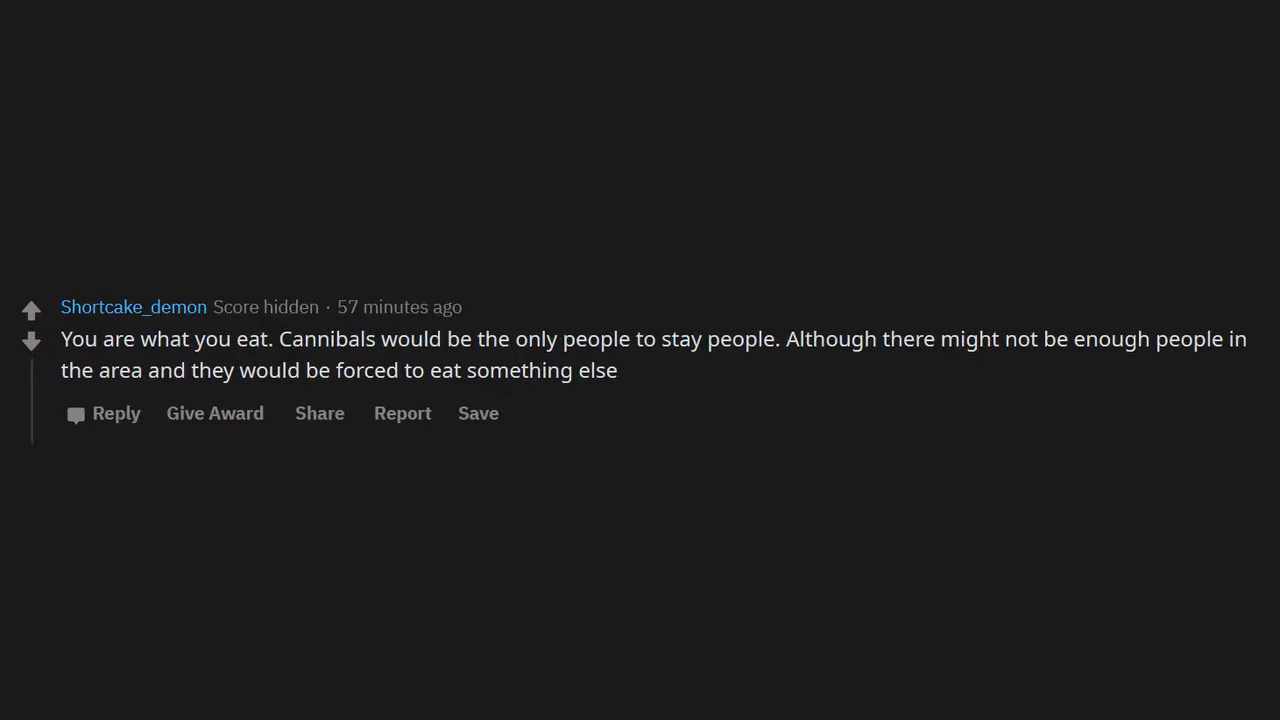 Shortcake_demon Score hidden · 57 minutes ago
You are what you eat. Cannibals would be the only people to stay people. Although there might not be enough people in
the area and they would be forced to eat something else
Reply Give Award Share Report Save